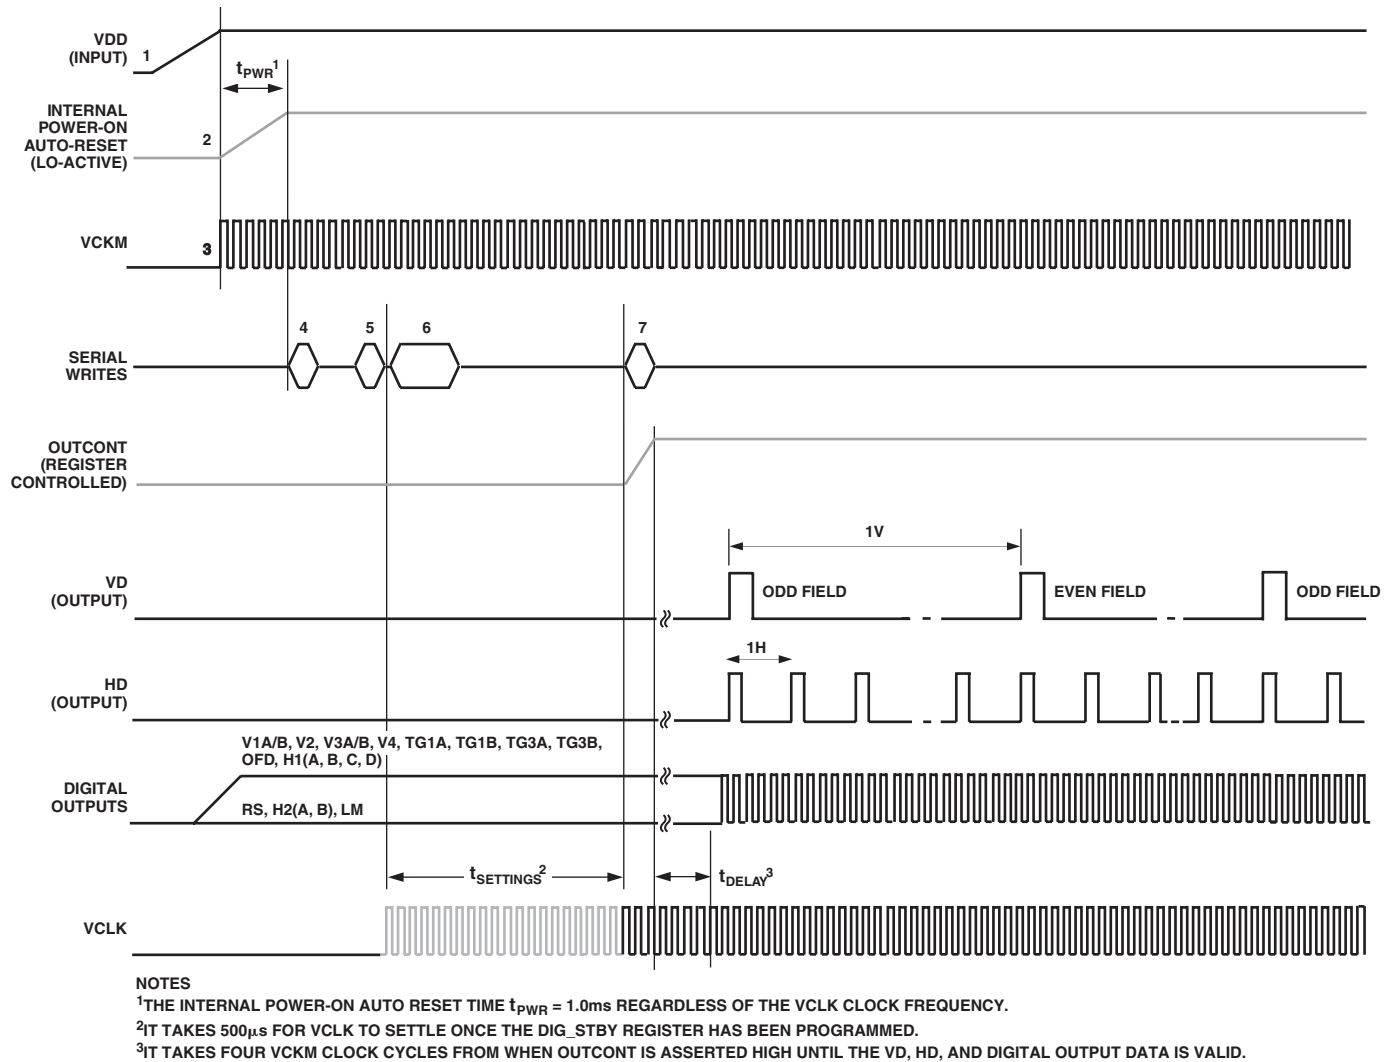 VDD
(INPUT)
1
t_PWR¹
INTERNAL
POWER-ON
AUTO-RESET
(LO-ACTIVE)
2
VCKM
3
4
5
6
7
SERIAL
WRITES
OUTCONT
(REGISTER
CONTROLLED)
1V
VD
(OUTPUT)
ODD FIELD
EVEN FIELD
ODD FIELD
1H
HD
(OUTPUT)
V1A/B, V2, V3A/B, V4, TG1A, TG1B, TG3A, TG3B,
OFD, H1(A, B, C, D)
DIGITAL
OUTPUTS
RS, H2(A, B), LM
t_SETTINGS²
t_DELAY³
VCLK
NOTES
¹THE INTERNAL POWER-ON AUTO RESET TIME t_PWR = 1.0ms REGARDLESS OF THE VCLK CLOCK FREQUENCY.
²IT TAKES 500μs FOR VCLK TO SETTLE ONCE THE DIG_STBY REGISTER HAS BEEN PROGRAMMED.
³IT TAKES FOUR VCKM CLOCK CYCLES FROM WHEN OUTCONT IS ASSERTED HIGH UNTIL THE VD, HD, AND DIGITAL OUTPUT DATA IS VALID.